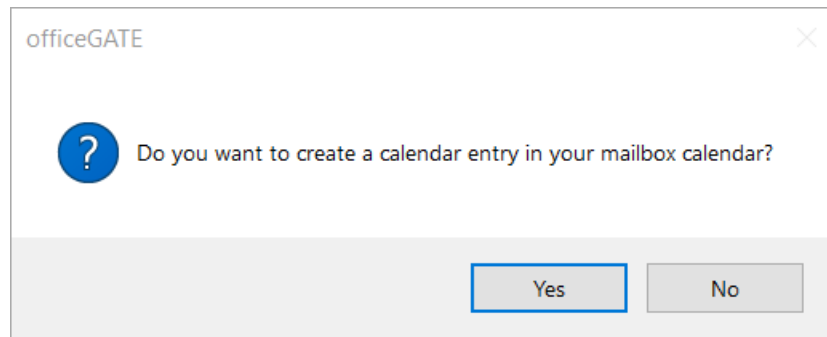 officeGATE
Do you want to create a calendar entry in your mailbox calendar?
Yes
No